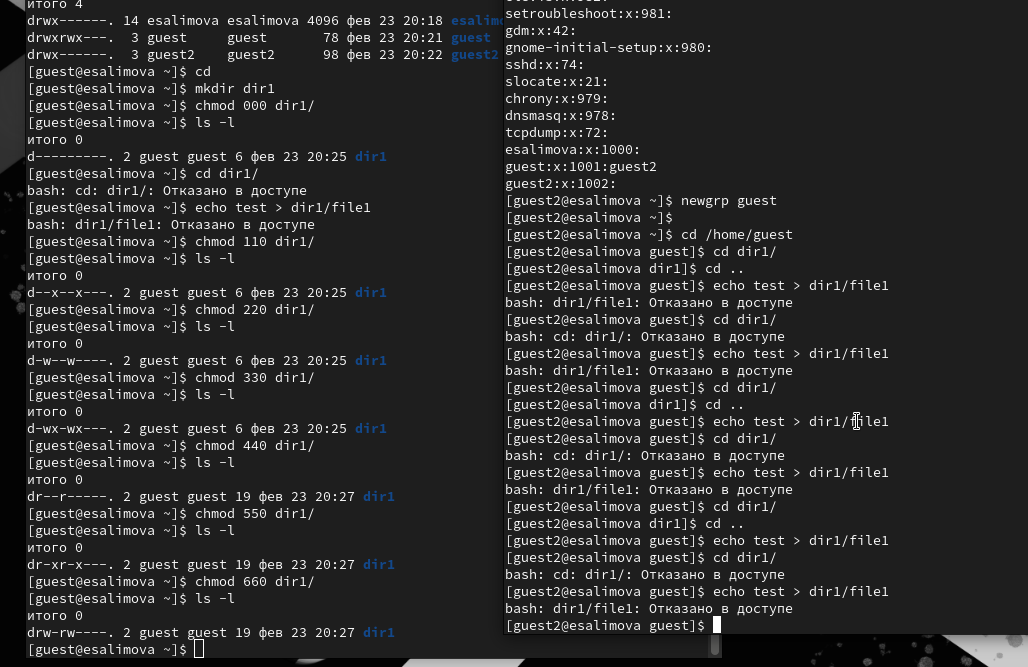 итого 4
drwx------. 14 esalimova esalimova 4096 фев 23 20:18
drwxrwx---.  3 guest     guest       78 фев 23 20:21 guest
drwx------.  3 guest2    guest2      98 фев 23 20:22 guest2
[guest@esalimova ~]$ cd
[guest@esalimova ~]$ mkdir dir1
[guest@esalimova ~]$ chmod 000 dir1/
[guest@esalimova ~]$ ls -l
итого 0
d---------. 2 guest guest 6 фев 23 20:25 dir1
[guest@esalimova ~]$ cd dir1/
bash: cd: dir1/: Отказано в доступе
[guest@esalimova ~]$ echo test > dir1/file1
bash: dir1/file1: Отказано в доступе
[guest@esalimova ~]$ chmod 110 dir1/
[guest@esalimova ~]$ ls -l
итого 0
d--x--x---. 2 guest guest 6 фев 23 20:25 dir1
[guest@esalimova ~]$ chmod 220 dir1/
[guest@esalimova ~]$ ls -l
итого 0
d-w--w----. 2 guest guest 6 фев 23 20:25 dir1
[guest@esalimova ~]$ chmod 330 dir1/
[guest@esalimova ~]$ ls -l
итого 0
d-wx-wx---. 2 guest guest 6 фев 23 20:25 dir1
[guest@esalimova ~]$ chmod 440 dir1/
[guest@esalimova ~]$ ls -l
итого 0
dr--r-----. 2 guest guest 19 фев 23 20:27 dir1
[guest@esalimova ~]$ chmod 550 dir1/
[guest@esalimova ~]$ ls -l
итого 0
dr-xr-x---. 2 guest guest 19 фев 23 20:27 dir1
[guest@esalimova ~]$ chmod 660 dir1/
[guest@esalimova ~]$ ls -l
итого 0
drw-rw----. 2 guest guest 19 фев 23 20:27 dir1
[guest@esalimova ~]$
setroubleshoot:x:981:
gdm:x:42:
gnome-initial-setup:x:980:
sshd:x:74:
slocate:x:21:
chrony:x:979:
dnsmasq:x:978:
tcpdump:x:72:
esalimova:x:1000:
guest:x:1001:guest2
guest2:x:1002:
[guest2@esalimova ~]$ newgrp guest
[guest2@esalimova ~]$
[guest2@esalimova ~]$ cd /home/guest
[guest2@esalimova guest]$ cd dir1/
[guest2@esalimova dir1]$ cd ..
[guest2@esalimova guest]$ echo test > dir1/file1
bash: dir1/file1: Отказано в доступе
[guest2@esalimova guest]$ cd dir1/
bash: cd: dir1/: Отказано в доступе
[guest2@esalimova guest]$ echo test > dir1/file1
bash: dir1/file1: Отказано в доступе
[guest2@esalimova guest]$ cd dir1/
[guest2@esalimova dir1]$ cd ..
[guest2@esalimova guest]$ echo test > dir1/file1
[guest2@esalimova guest]$ cd dir1/
bash: cd: dir1/: Отказано в доступе
[guest2@esalimova guest]$ echo test > dir1/file1
bash: dir1/file1: Отказано в доступе
[guest2@esalimova guest]$ cd dir1/
[guest2@esalimova dir1]$ cd ..
[guest2@esalimova guest]$ echo test > dir1/file1
[guest2@esalimova guest]$ cd dir1/
bash: cd: dir1/: Отказано в доступе
[guest2@esalimova guest]$ echo test > dir1/file1
bash: dir1/file1: Отказано в доступе
[guest2@esalimova guest]$